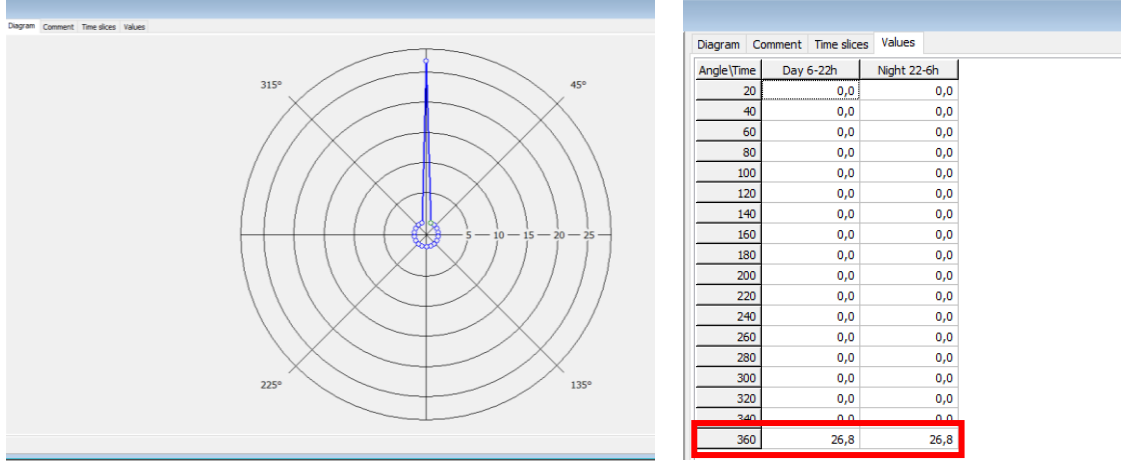 Diagram Comment Time slices Values
315° 45°
5 10 15 20 25
225° 135°
Diagram Comment Time slices Values
Angle\Time Day 6-22h Night 22-6h
20 0,0 0,0
40 0,0 0,0
60 0,0 0,0
80 0,0 0,0
100 0,0 0,0
120 0,0 0,0
140 0,0 0,0
160 0,0 0,0
180 0,0 0,0
200 0,0 0,0
220 0,0 0,0
240 0,0 0,0
260 0,0 0,0
280 0,0 0,0
300 0,0 0,0
320 0,0 0,0
340 0,0 0,0
360 26,8 26,8